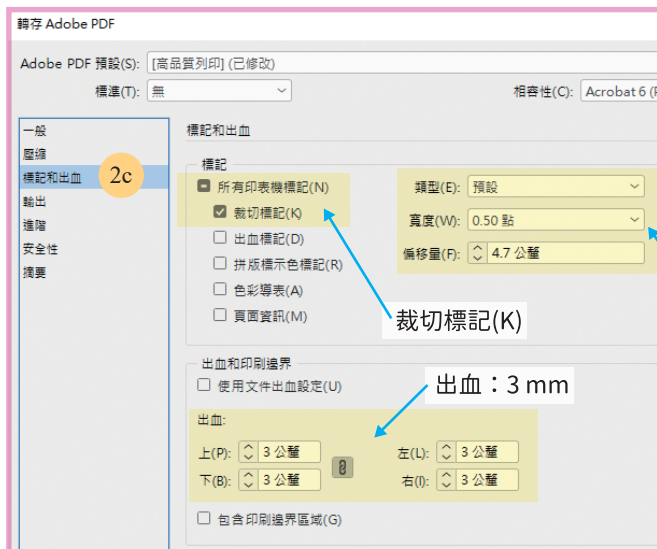 轉存 Adobe PDF
Adobe PDF 預設(S): [高品質列印] (已修改)
標準(T): 無 相容性(C): Acrobat 6 (
一般
壓縮
標記和出血 2c
輸出
進階
安全性
摘要
標記和出血
標記
所有印表機標記(N) 類型(E): 預設
裁切標記(K) 寬度(W): 0.50 點
出血標記(D) 偏移量(F): 4.7 公釐
拼版標示色標記(R)
色彩導表(A)
頁面資訊(M)
裁切標記(K)
出血和印刷邊界
使用文件出血設定(U)
出血：3 mm
出血:
上(P): 3 公釐 左(L): 3 公釐
下(B): 3 公釐 右(I): 3 公釐
包含印刷邊界區域(G)